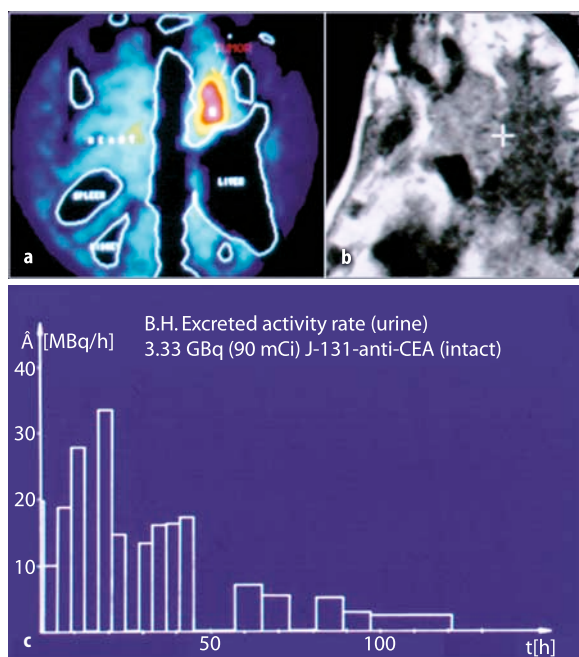 TUMOR
HEART
SPLEEN
LIVER
KIDNEY
a
b
B.H. Excreted activity rate (urine)
Â [MBq/h]
3.33 GBq (90 mCi) J-131-anti-CEA (intact)
40
30
20
10
50
100
t[h]
c